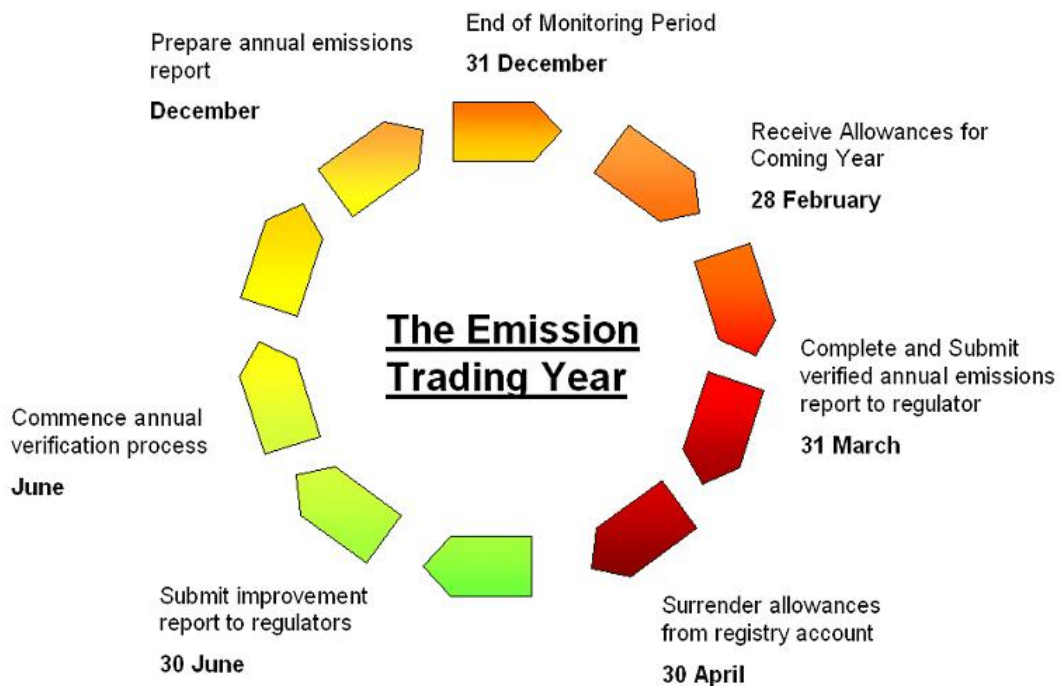 End of Monitoring Period
31 December
Receive Allowances for
Coming Year
28 February
Complete and Submit
verified annual emissions
report to regulator
31 March
Surrender allowances
from registry account
30 April
Submit improvement
report to regulators
30 June
Commence annual
verification process
June
Prepare annual emissions
report
December
The Emission
Trading Year